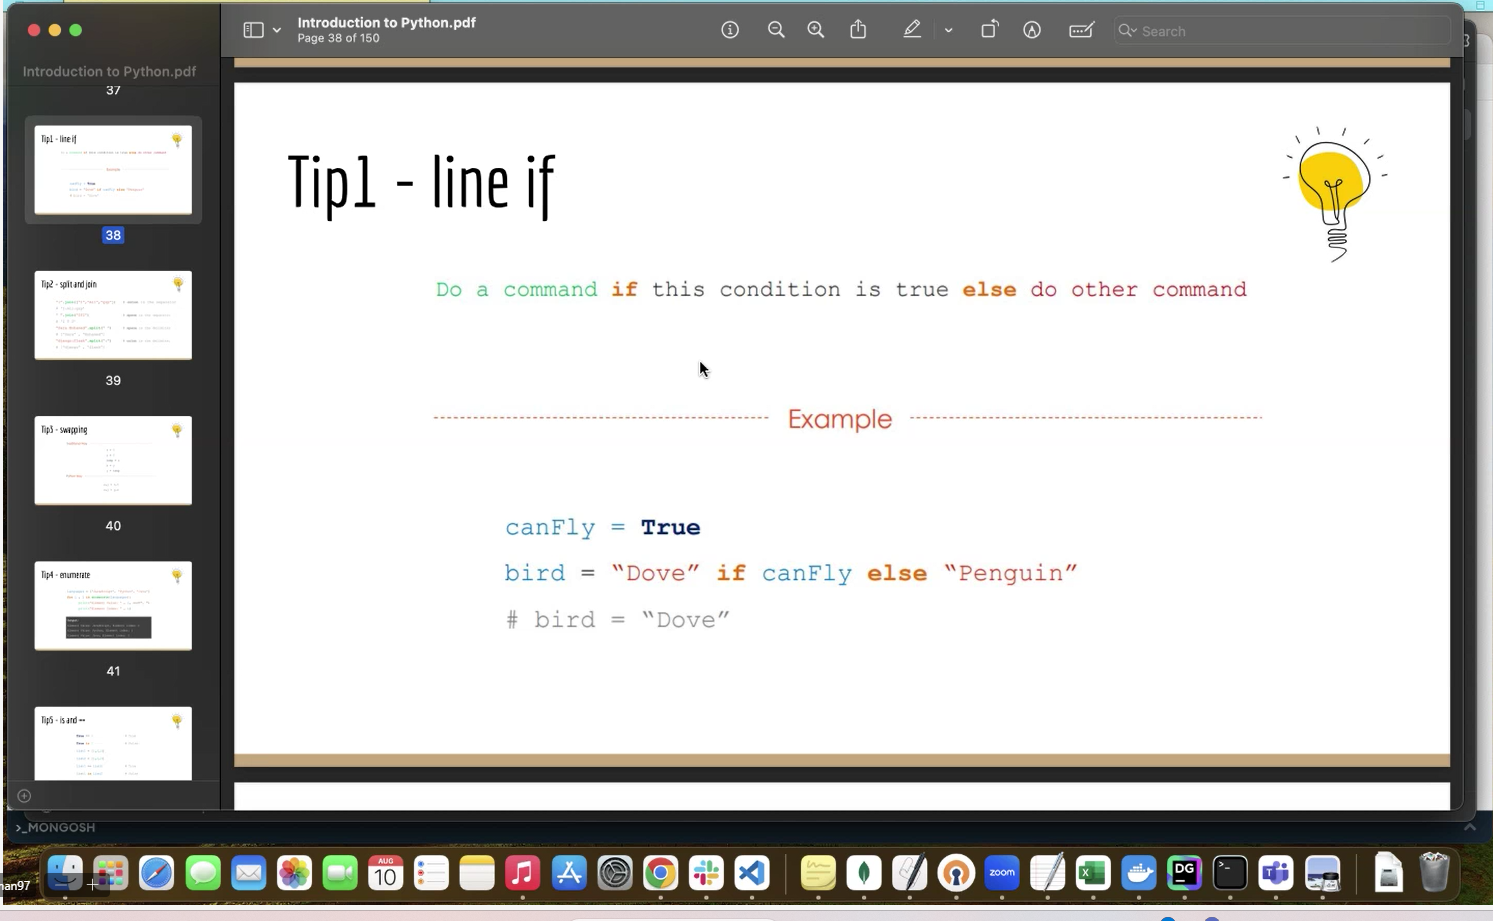 Introduction to Python.pdf
Page 38 of 150
Search
Introduction to Python.pdf
37
Tip1 - line if
38
Tip2 - split and join
39
Tip3 - swapping
40
Tip4 - enumerate
41
Tip5 - is and ==
Tip1 - line if
Do a command if this condition is true else do other command
Example
canFly = True
bird = “Dove” if canFly else “Penguin”
# bird = “Dove”
>_MONGOSH
AUG
10
zoom
DG
nan97